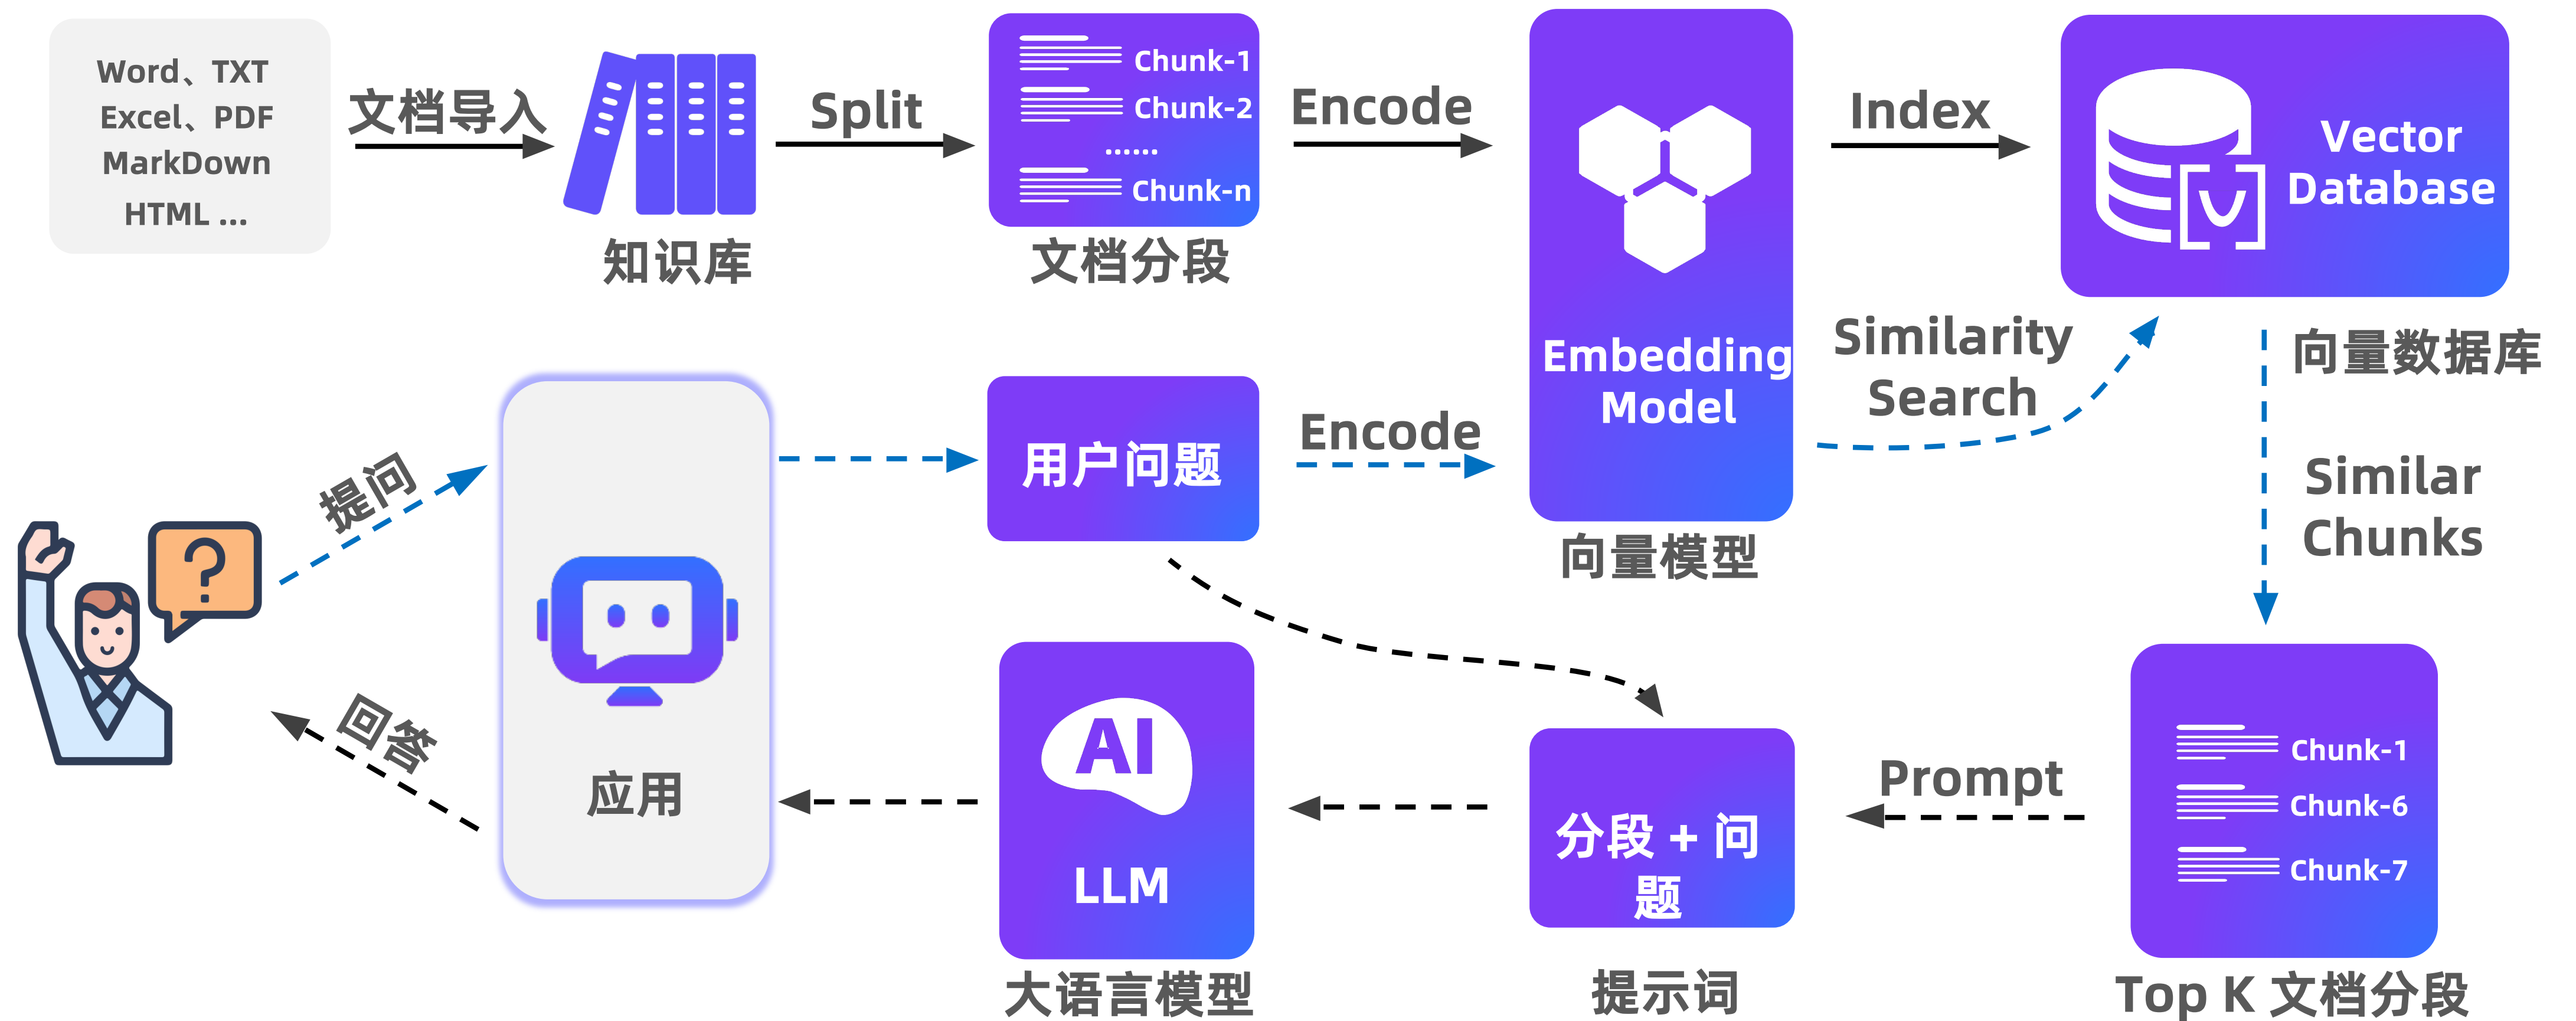 Word、TXT
Excel、PDF
MarkDown
HTML ...
文档导入
知识库
Split
Chunk-1
Chunk-2
......
Chunk-n
文档分段
Encode
Embedding
Model
向量模型
Index
Vector
Database
向量数据库
Similarity
Search
Similar
Chunks
提问
应用
用户问题
Encode
回答
AI
LLM
大语言模型
分段 + 问
题
提示词
Prompt
Chunk-1
Chunk-6
Chunk-7
Top K 文档分段